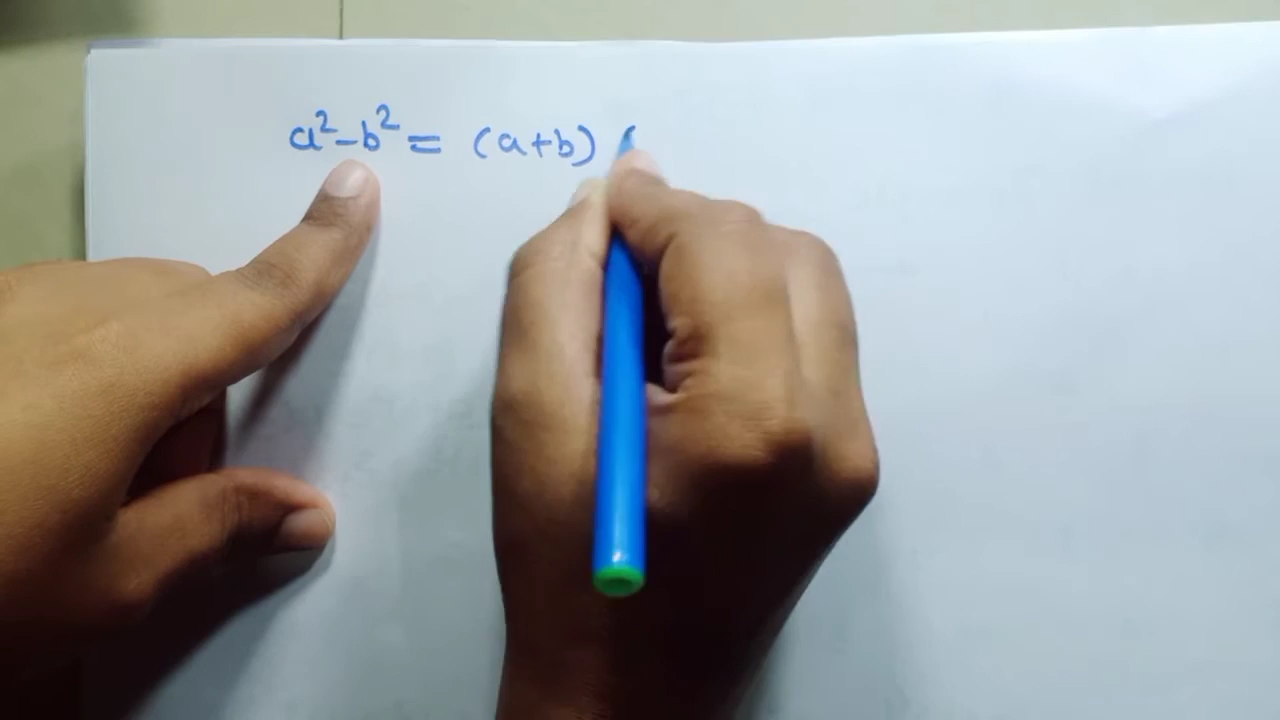 a²-b² = (a+b) (